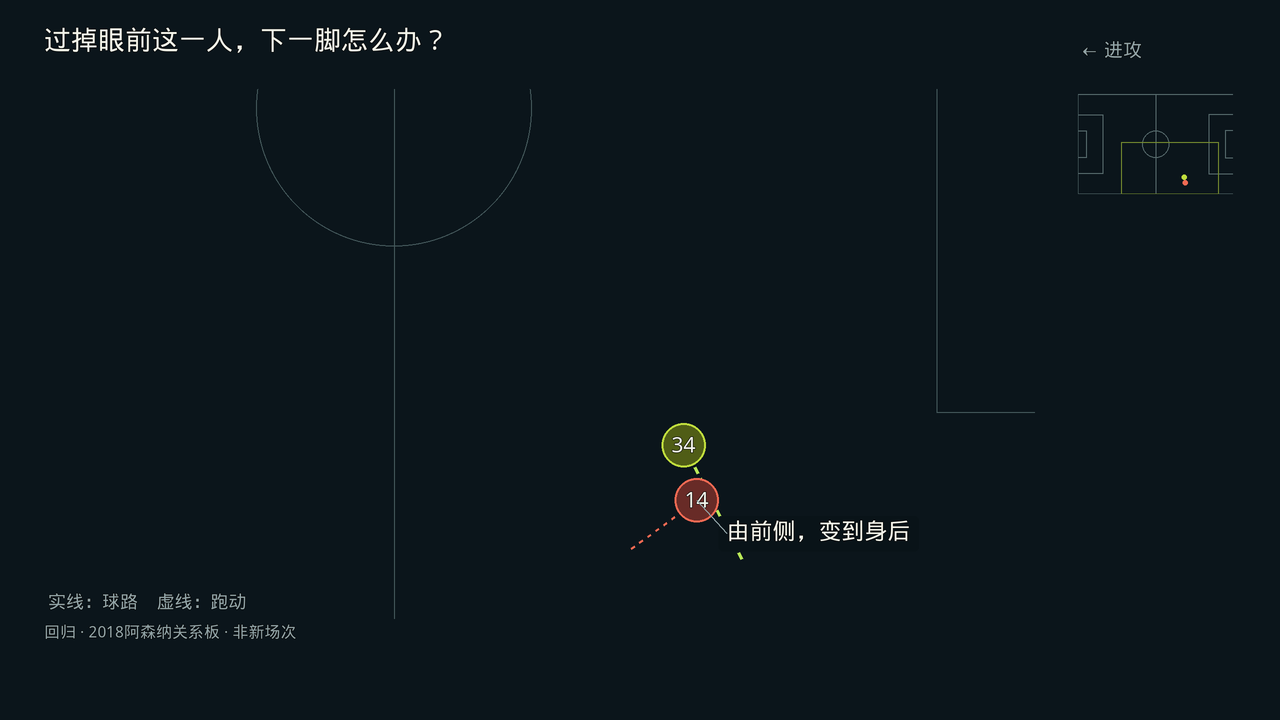 过掉眼前这一人，下一脚怎么办？
← 进攻
34
14
由前侧，变到身后
实线：球路 虚线：跑动
回归 · 2018阿森纳关系板 · 非新场次